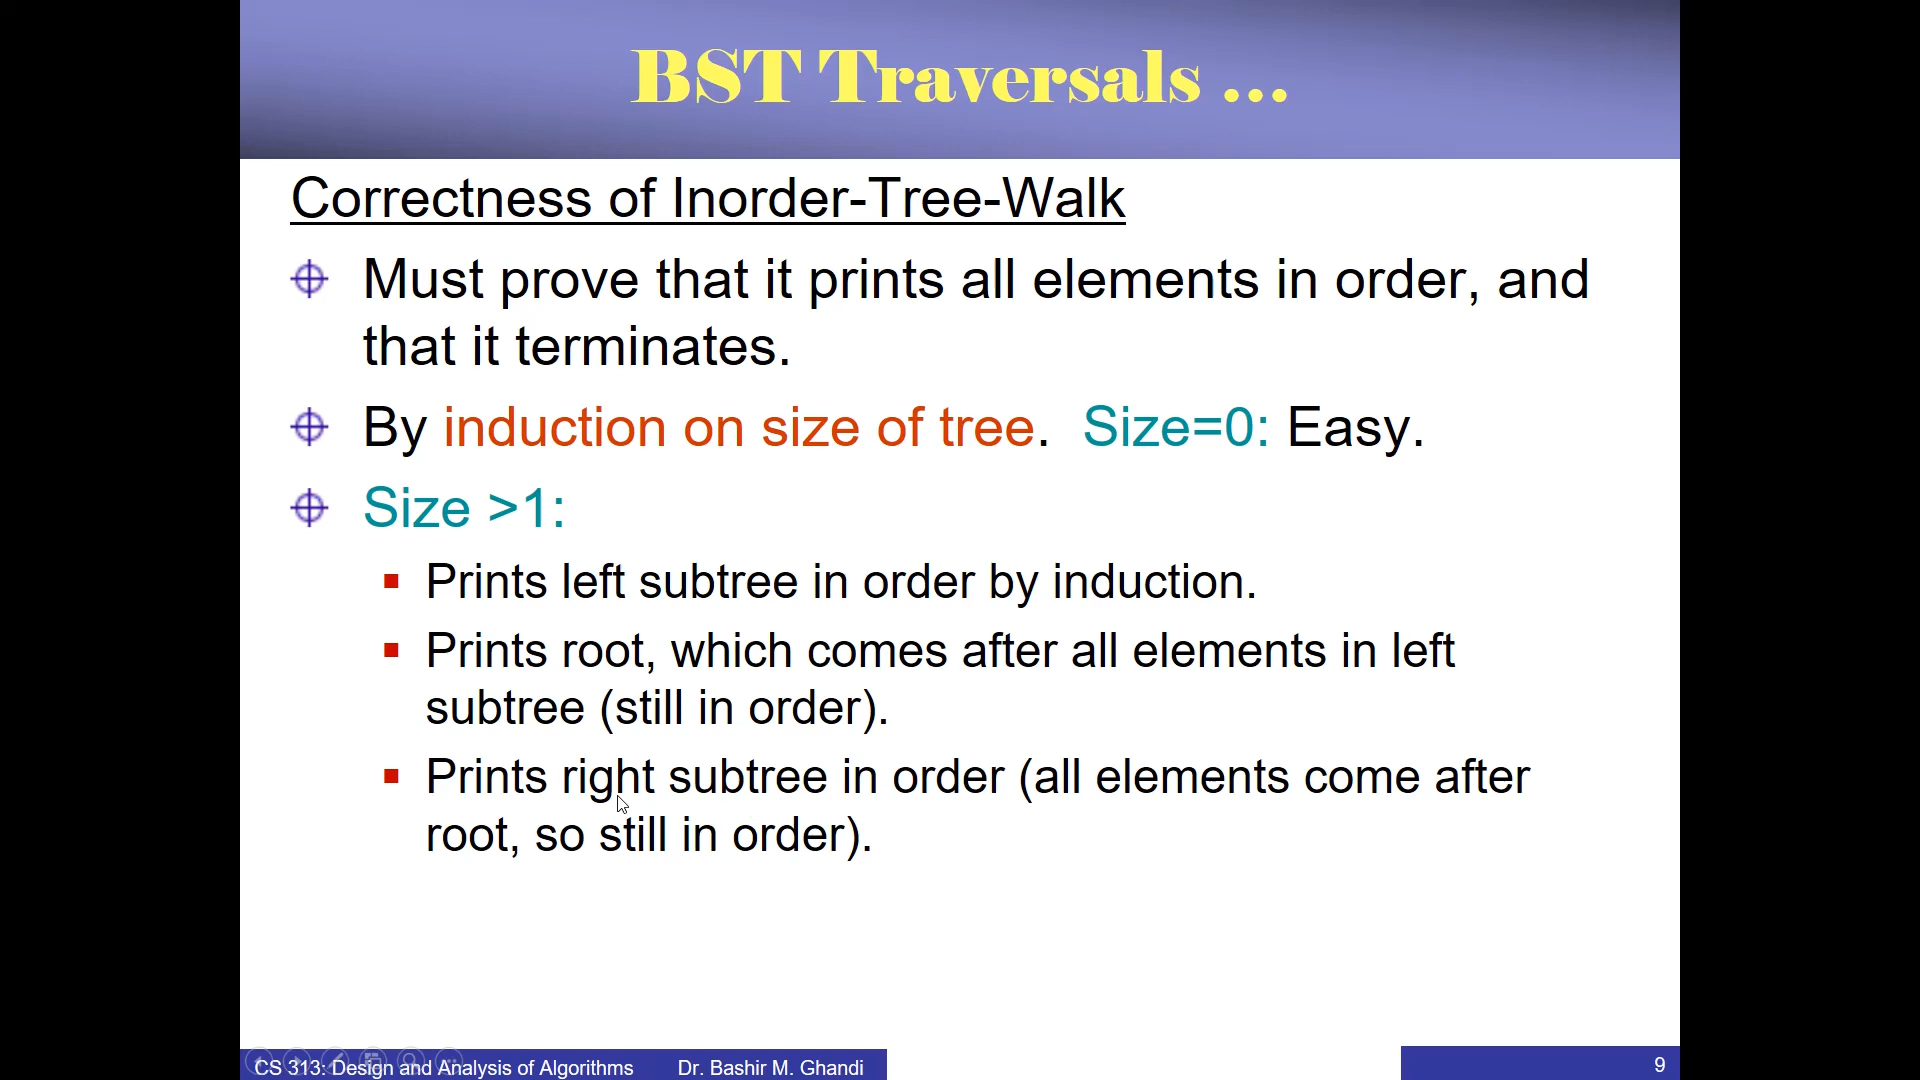 BST Traversals ...
Correctness of Inorder-Tree-Walk
Must prove that it prints all elements in order, and
that it terminates.
By induction on size of tree. Size=0: Easy.
Size >1:
Prints left subtree in order by induction.
Prints root, which comes after all elements in left
subtree (still in order).
Prints right subtree in order (all elements come after
root, so still in order).
CS 313: Design and Analysis of Algorithms Dr. Bashir M. Ghandi
9